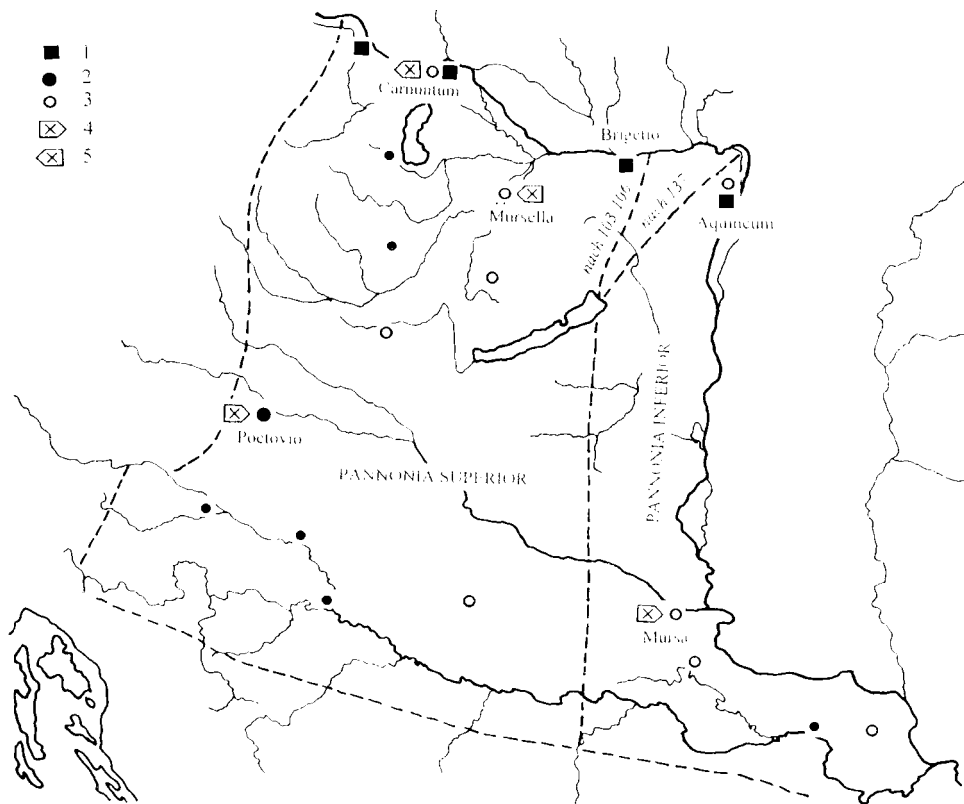 1
2
3
4
5
Carnuntum
Brigetio
Mursella
Aquincum
nach 103/106
nach 137
Poetovio
PANNONIA SUPERIOR
PANNONIA INFERIOR
Mursa